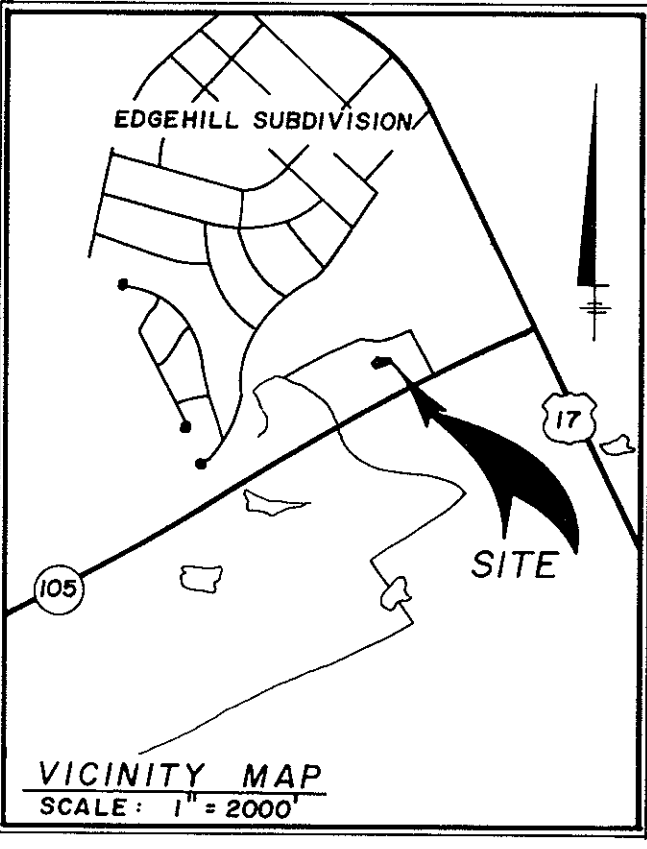 EDGEHILL SUBDIVISION
17
SITE
105
VICINITY MAP
SCALE: 1" = 2000'